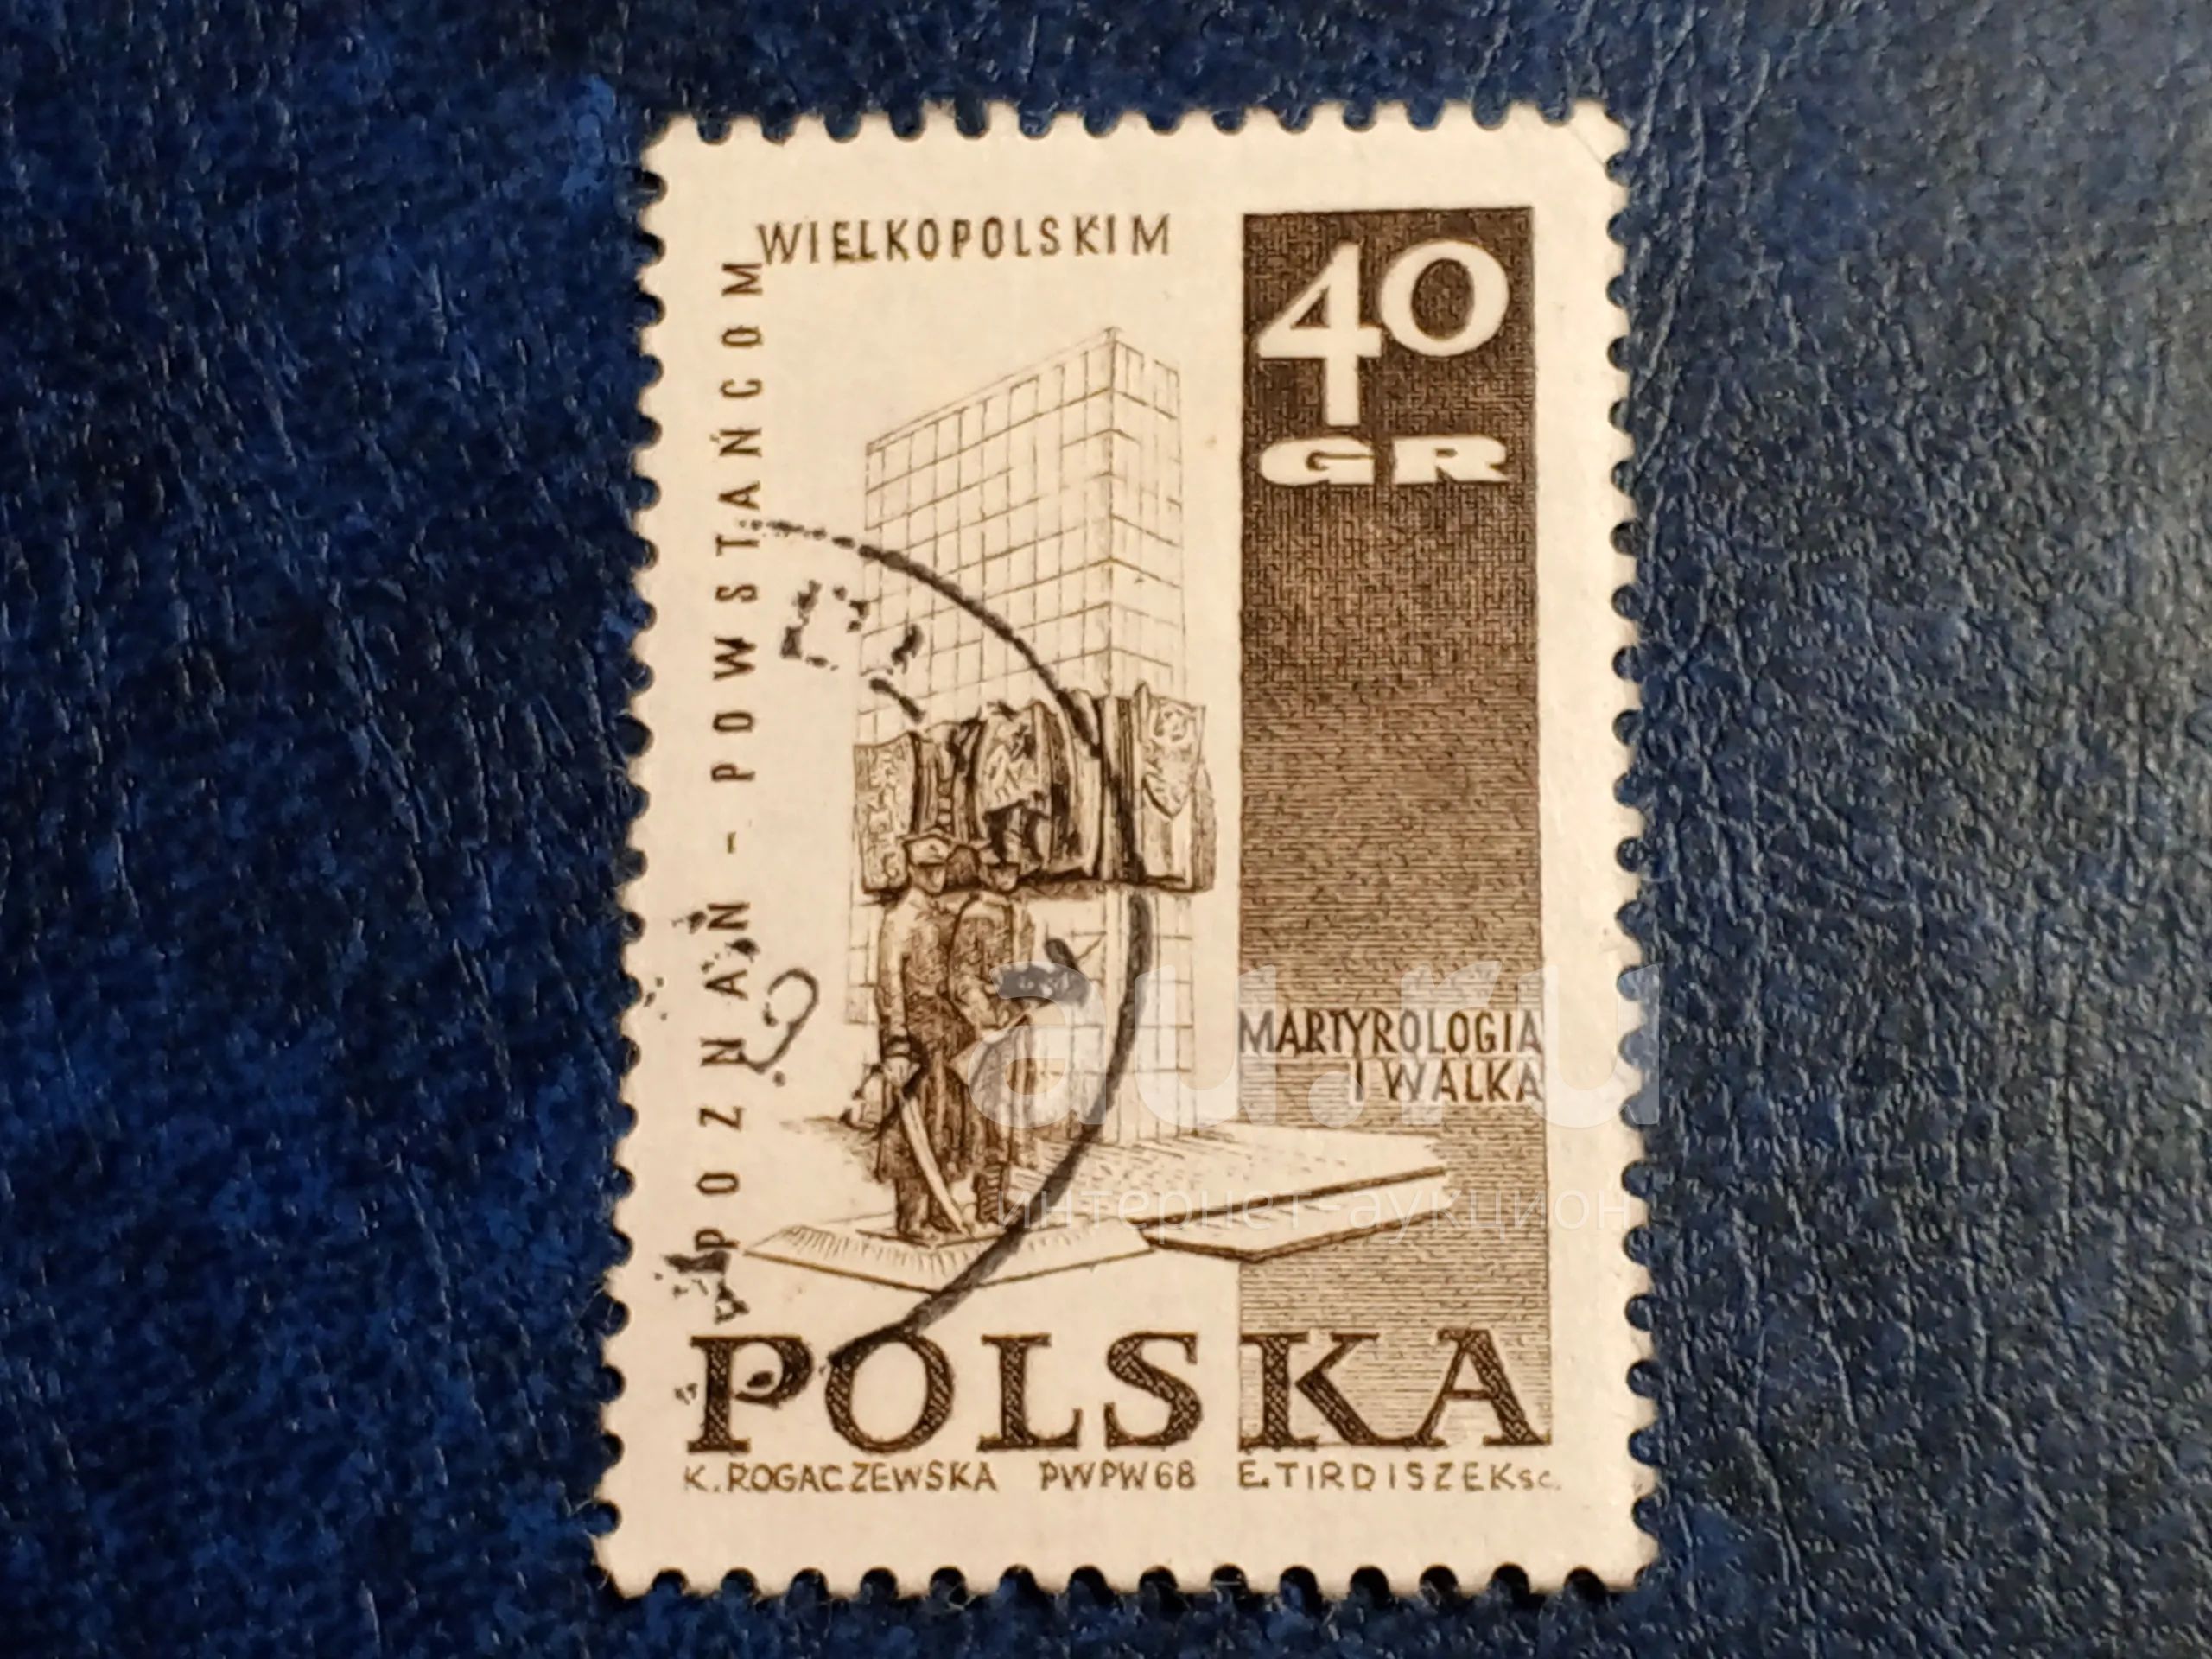 WIELKOPOLSKIM
POZNAŃ - POWSTAŃCOM
40
GR
MARTYROLOGIA
I WALKA
au.ru
интернет аукцион
POLSKA
K. ROGACZEWSKA PWPW 68 E. TIRDISZEK sc.